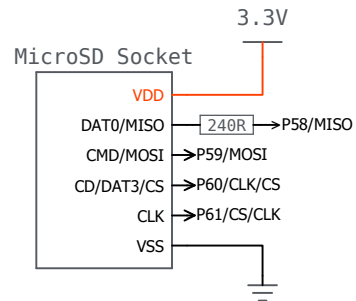 3.3V
MicroSD Socket
VDD
DAT0/MISO 240R P58/MISO
CMD/MOSI P59/MOSI
CD/DAT3/CS P60/CLK/CS
CLK P61/CS/CLK
VSS